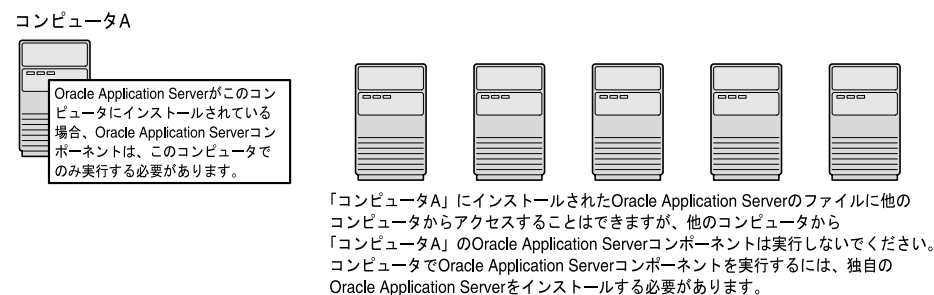 コンピュータA
Oracle Application Serverがこのコン
ピュータにインストールされている
場合、Oracle Application Serverコン
ポーネントは、このコンピュータで
のみ実行する必要があります。
「コンピュータA」にインストールされたOracle Application Serverのファイルに他の
コンピュータからアクセスすることはできますが、他のコンピュータから
「コンピュータA」のOracle Application Serverコンポーネントは実行しないでください。
コンピュータでOracle Application Serverコンポーネントを実行するには、独自の
Oracle Application Serverをインストールする必要があります。